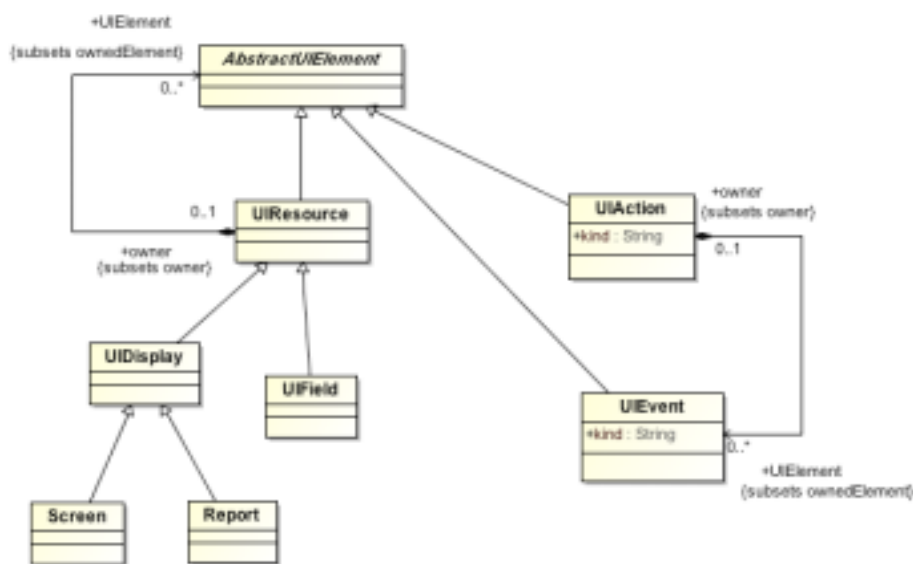 +UIElement
{subsets ownedElement}
AbstractUIElement
0..*
0..1
UIResource
+owner
{subsets owner}
UIAction
+kind : String
+owner
{subsets owner}
0..1
UIDisplay
UIField
UIEvent
+kind : String
0..*
+UIElement
{subsets ownedElement}
Screen
Report